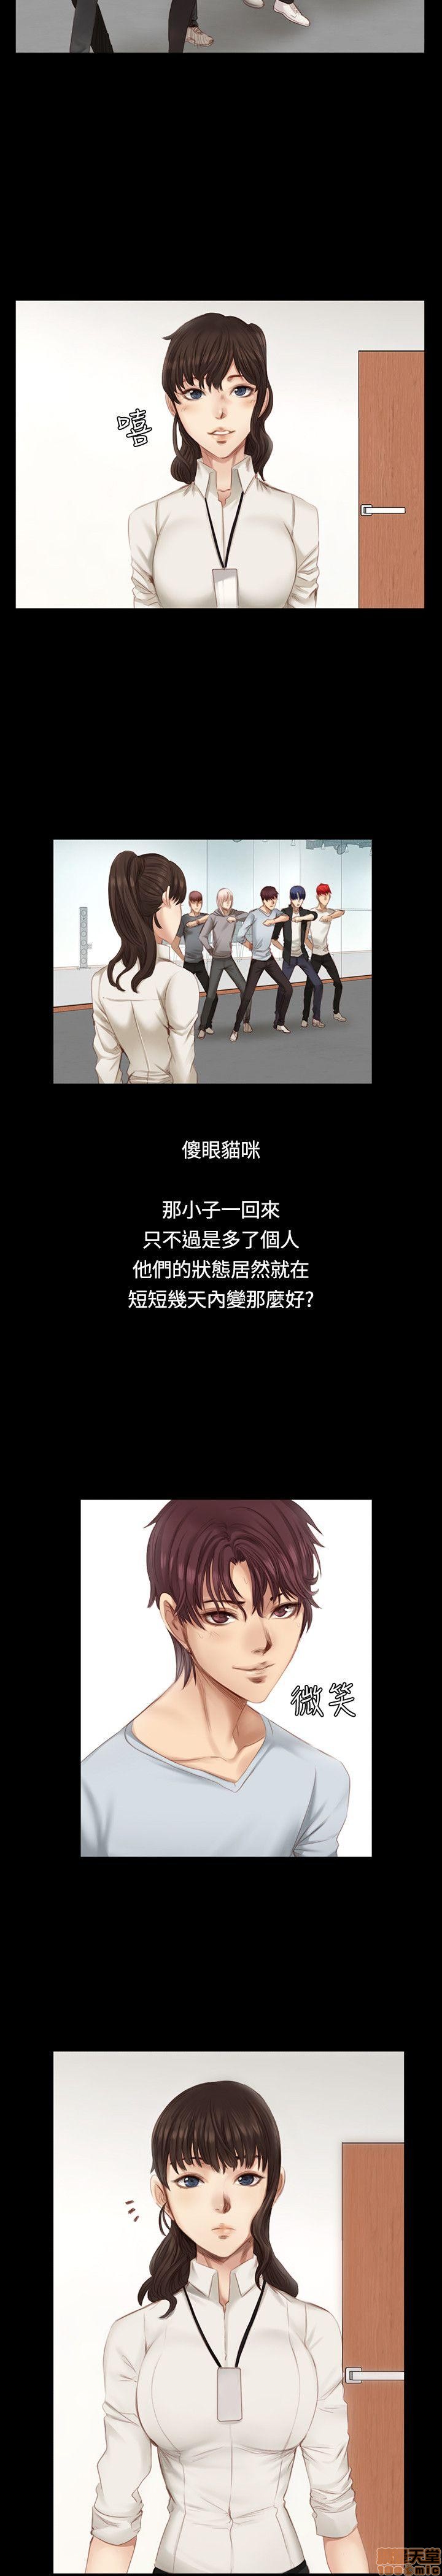 嘻
傻眼貓咪
那小子一回來
只不過是多了個人
他們的狀態居然就在
短短幾天內變那麼好?
微笑
天堂